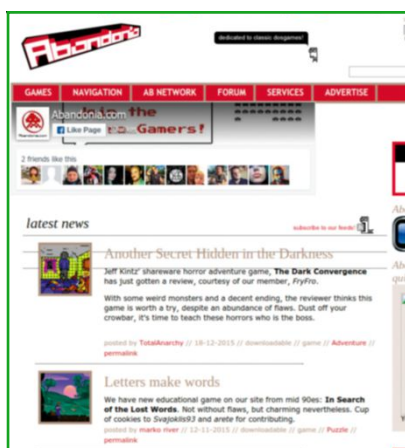 Abandonia
dedicated to classic dosgames!
GAMES NAVIGATION AB NETWORK FORUM SERVICES ADVERTISE
Join the
Abandonia.com
Like Page
Gamers!
2 friends like this
latest news
subscribe to our feeds!
Another Secret Hidden in the Darkness
Jeff Kintz' shareware horror adventure game, The Dark Convergence
has just gotten a review, courtesy of our member, FryFro.
With some weird monsters and a decent ending, the reviewer thinks this
game is worth a try, despite an abundance of flaws. Dust off your
crowbar, it's time to teach these horrors who is the boss.
posted by TotalAnarchy // 18-12-2015 // downloadable // game // Adventure //
permalink
Letters make words
We have new educational game on our site from mid 90es: In Search
of the Lost Words. Not without flaws, but charming nevertheless. Cup
of cookies to Svajoklis93 and arete for contributing.
posted by marko river // 12-11-2015 // downloadable // game // Puzzle //
permalink